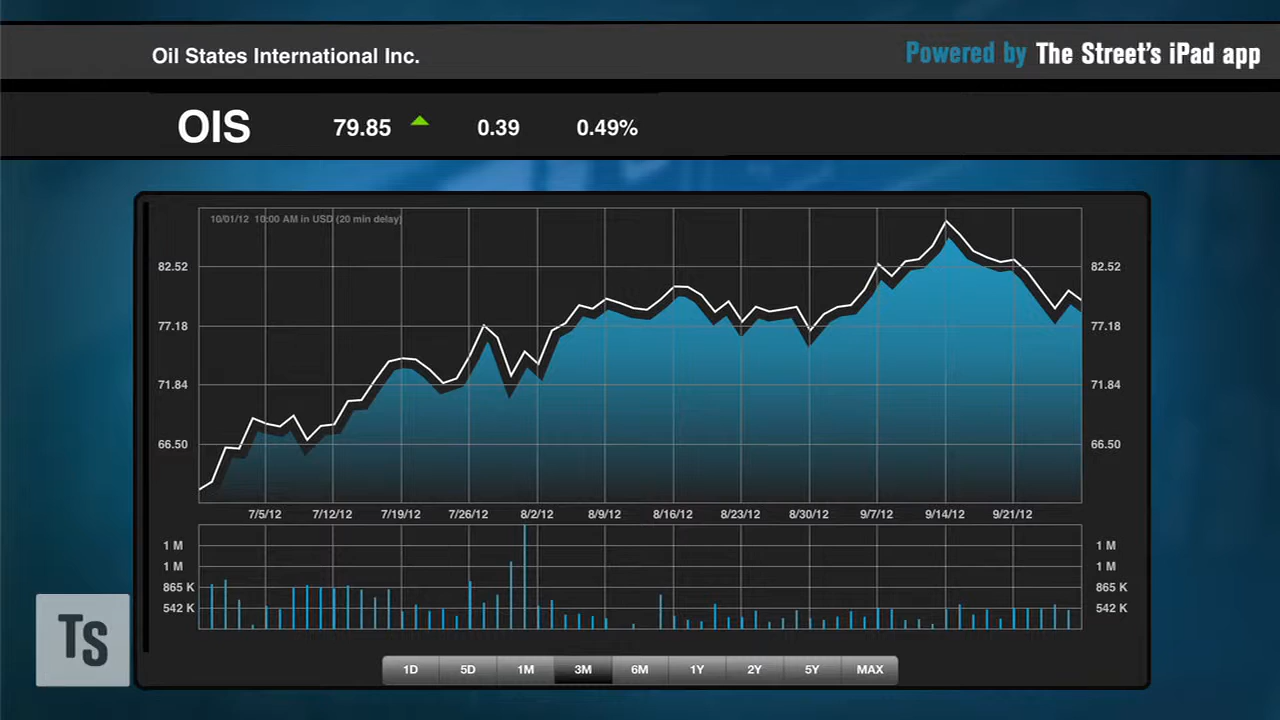 Oil States International Inc.
Powered by The Street's iPad app
OIS 79.85 0.39 0.49%
10/01/12 10:00 AM in USD (20 min delay)
82.52 82.52
77.18 77.18
71.84 71.84
66.50 66.50
7/5/12 7/12/12 7/19/12 7/26/12 8/2/12 8/9/12 8/16/12 8/23/12 8/30/12 9/7/12 9/14/12 9/21/12
1 M 1 M
1 M 1 M
865 K 865 K
542 K 542 K
Ts
1D 5D 1M 3M 6M 1Y 2Y 5Y MAX